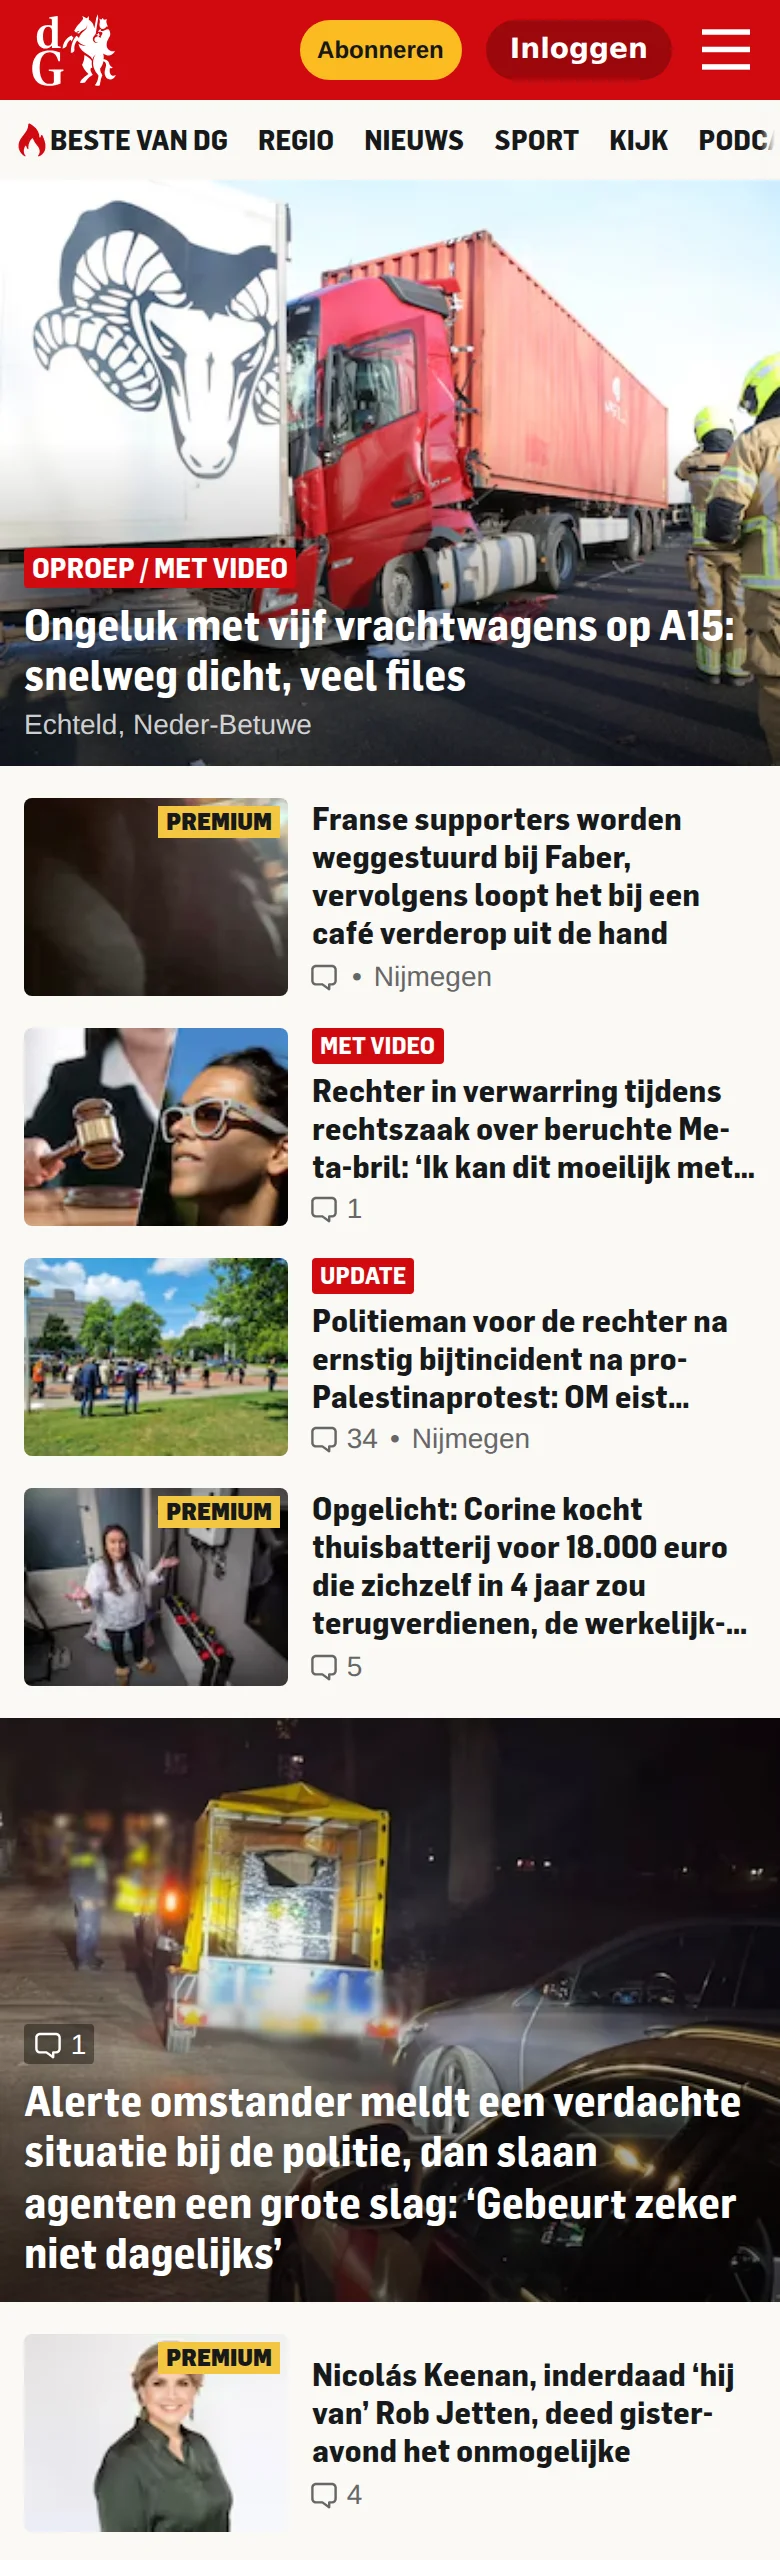 dG
Abonneren
Inloggen
BESTE VAN DG REGIO NIEUWS SPORT KIJK PODCA
OPROEP / MET VIDEO
Ongeluk met vijf vrachtwagens op A15:
snelweg dicht, veel files
Echteld, Neder-Betuwe
PREMIUM
Franse supporters worden
weggestuurd bij Faber,
vervolgens loopt het bij een
café verderop uit de hand
• Nijmegen
MET VIDEO
Rechter in verwarring tijdens
rechtszaak over beruchte Me-
ta-bril: ‘Ik kan dit moeilijk met...
1
UPDATE
Politieman voor de rechter na
ernstig bijtincident na pro-
Palestinaprotest: OM eist...
34 • Nijmegen
PREMIUM
Opgelicht: Corine kocht
thuisbatterij voor 18.000 euro
die zichzelf in 4 jaar zou
terugverdienen, de werkelijk-...
5
1
Alerte omstander meldt een verdachte
situatie bij de politie, dan slaan
agenten een grote slag: ‘Gebeurt zeker
niet dagelijks’
PREMIUM
Nicolás Keenan, inderdaad ‘hij
van’ Rob Jetten, deed gister-
avond het onmogelijke
4